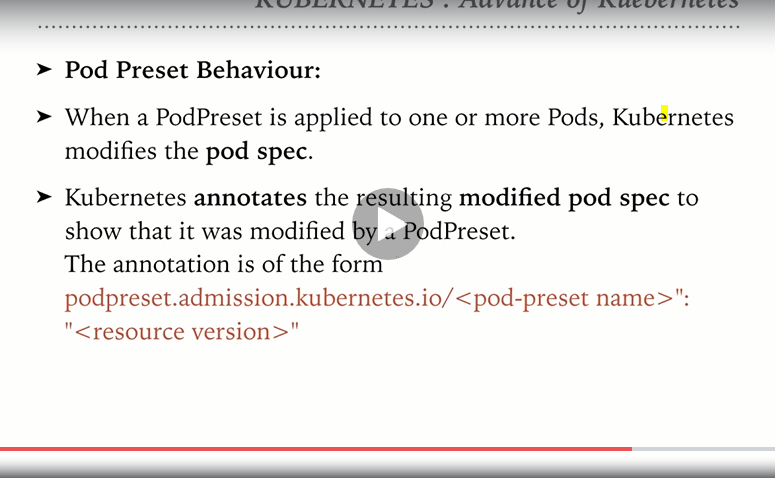 KUBERNETES : Advance of Kuebernetes
➤ Pod Preset Behaviour:
➤ When a PodPreset is applied to one or more Pods, Kubernetes
modifies the pod spec.
➤ Kubernetes annotates the resulting modified pod spec to
show that it was modified by a PodPreset.
The annotation is of the form
podpreset.admission.kubernetes.io/<pod-preset name>":
"<resource version>"